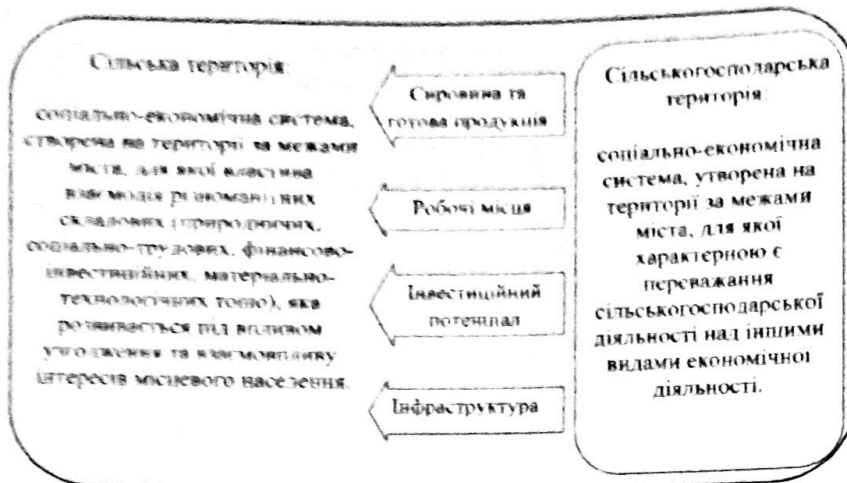 Сільська територія:
соціально-економічна система,
створена на території за межами
міста, для якої властива
взаємодія різноманітних
складових (природничих,
соціально-трудових, фінансово-
інвестиційних, матеріально-
технологічних тощо), яка
розвивається під впливом
узгодження та взаємовпливу
інтересів місцевого населення.
Сировина та
готова продукція
Робочі місця
Інвестиційний
потенціал
Інфраструктура
Сільськогосподарська
територія
соціально-економічна
система, утворена на
території за межами
міста, для якої
характерною є
переважання
сільськогосподарської
діяльності над іншими
видами економічної
діяльності.